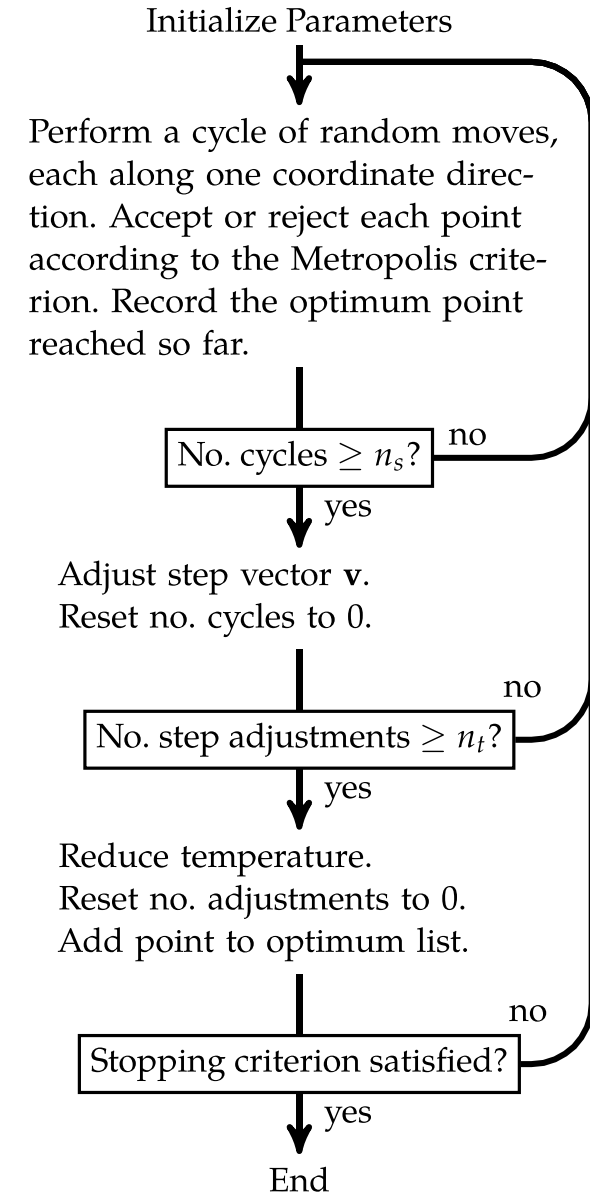 Initialize Parameters
Perform a cycle of random moves,
each along one coordinate direc-
tion. Accept or reject each point
according to the Metropolis crite-
rion. Record the optimum point
reached so far.
No. cycles ≥ nₛ?
no
yes
Adjust step vector v.
Reset no. cycles to 0.
no
No. step adjustments ≥ nₜ?
yes
Reduce temperature.
Reset no. adjustments to 0.
Add point to optimum list.
no
Stopping criterion satisfied?
yes
End